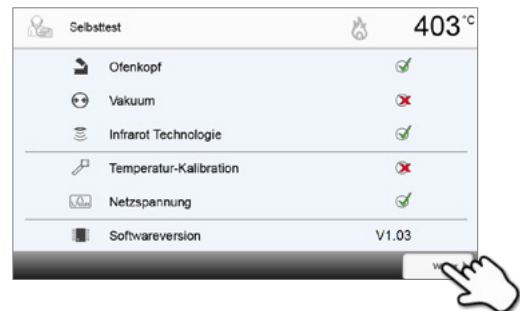 Selbsttest
403 °C
Ofenkopf
Vakuum
Infrarot Technologie
Temperatur-Kalibration
Netzspannung
Softwareversion V1.03